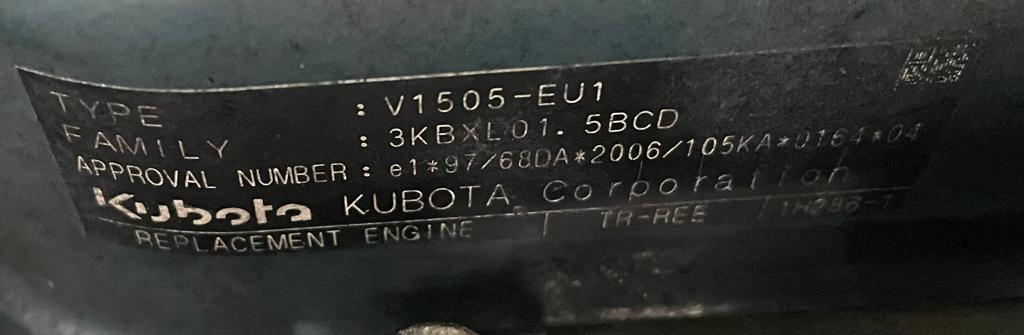 TYPE : V1505-EU1
FAMILY : 3KBXL01.5BCD
APPROVAL NUMBER : e1*97/68DA*2006/105KA*0164*04
Kubota KUBOTA Corporation
REPLACEMENT ENGINE TR-REE